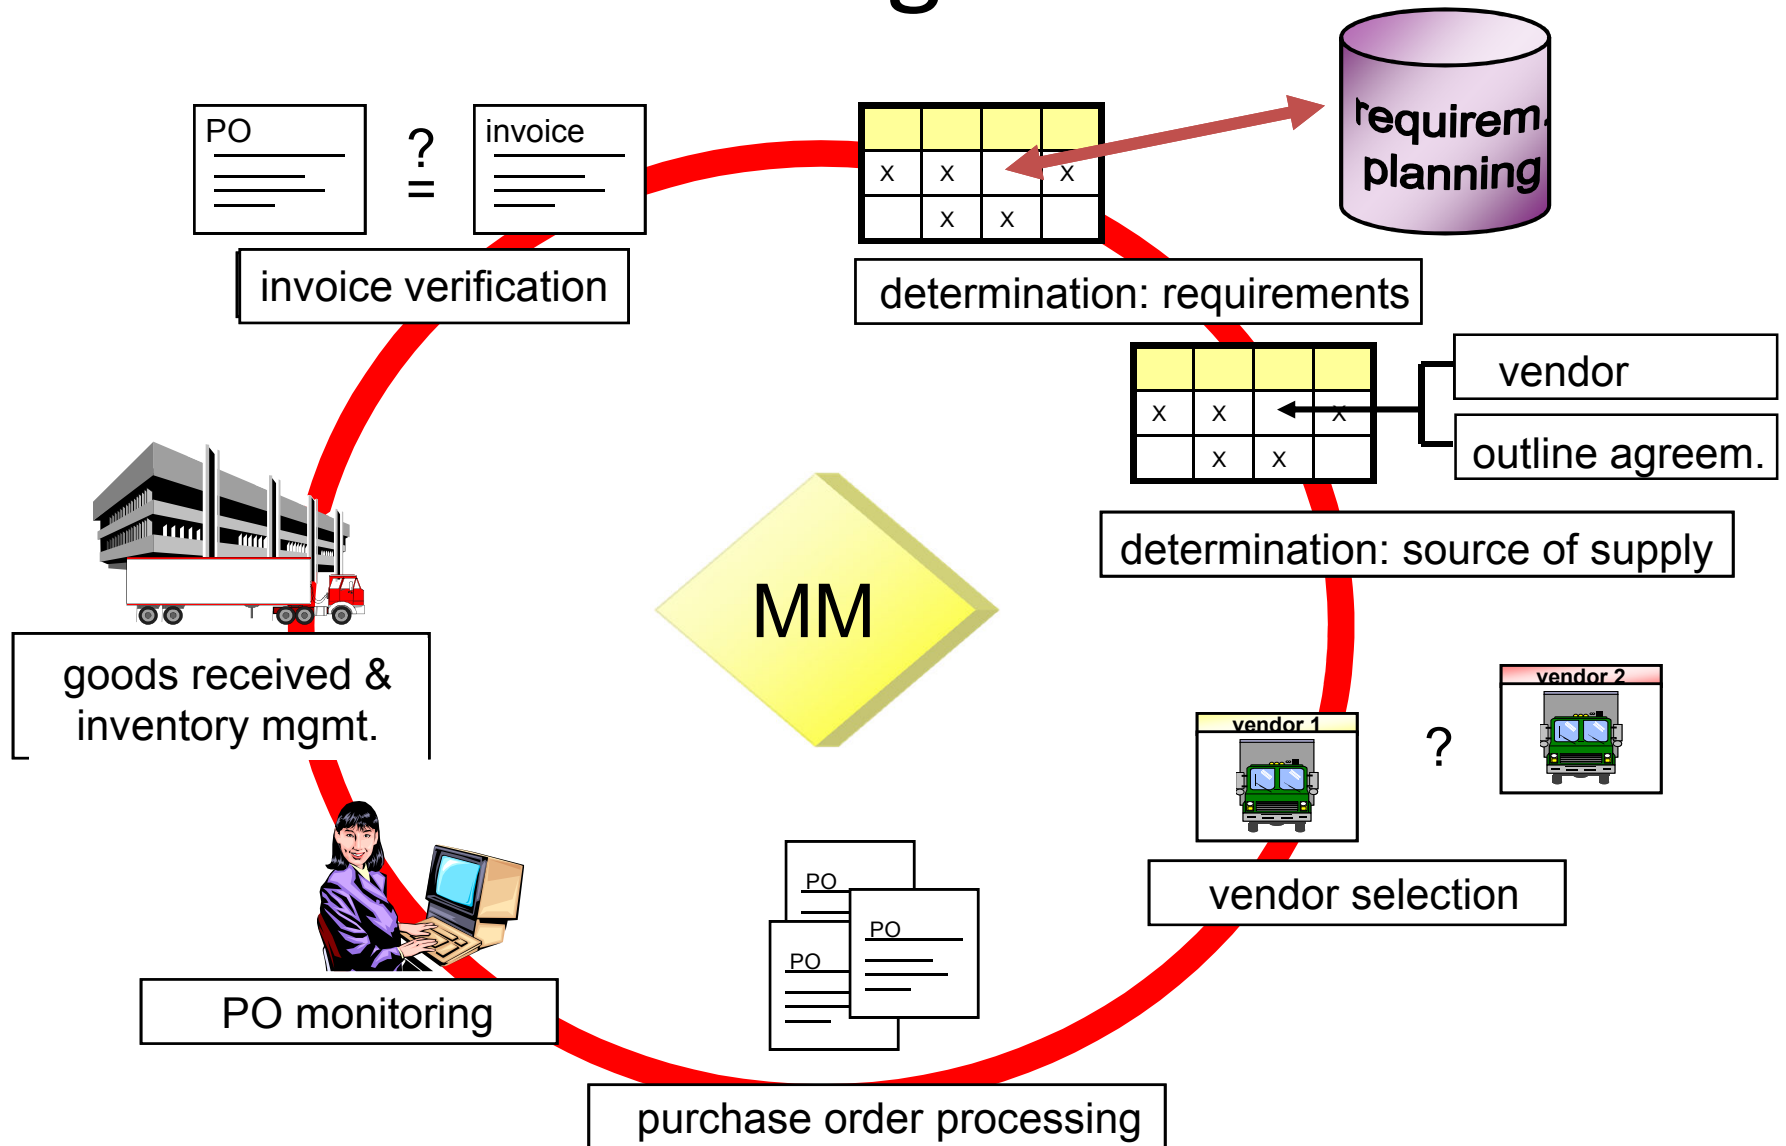 g
requirem.
planning
PO
?
=
invoice
X X X
X X
invoice verification
determination: requirements
vendor
X X X
X X
outline agreem.
determination: source of supply
MM
goods received &
inventory mgmt.
vendor 1
?
vendor 2
vendor selection
PO
PO
PO
PO monitoring
purchase order processing